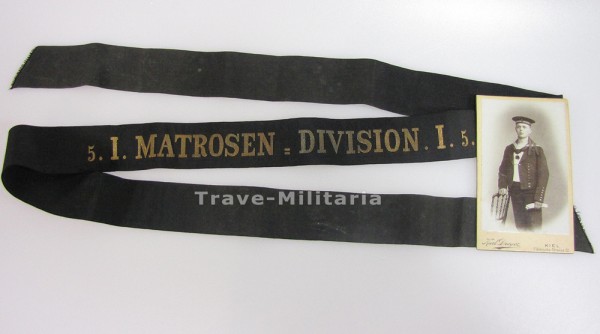 5. I. MATROSEN = DIVISION. I. 5.
Trave-Militaria
KIEL